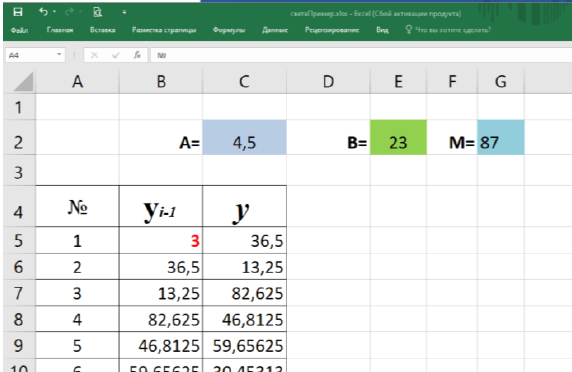 светаПример.xlsx - Excel (Сбой активации продукта)
Файл Главная Вставка Разметка страницы Формулы Данные Рецензирование Вид Что вы хотите сделать?
A4 fx №
A B C D E F G
1
2 A= 4,5 B= 23 M= 87
3
4 № yi-1 y
5 1 3 36,5
6 2 36,5 13,25
7 3 13,25 82,625
8 4 82,625 46,8125
9 5 46,8125 59,65625
10 6 59,65625 30,45313